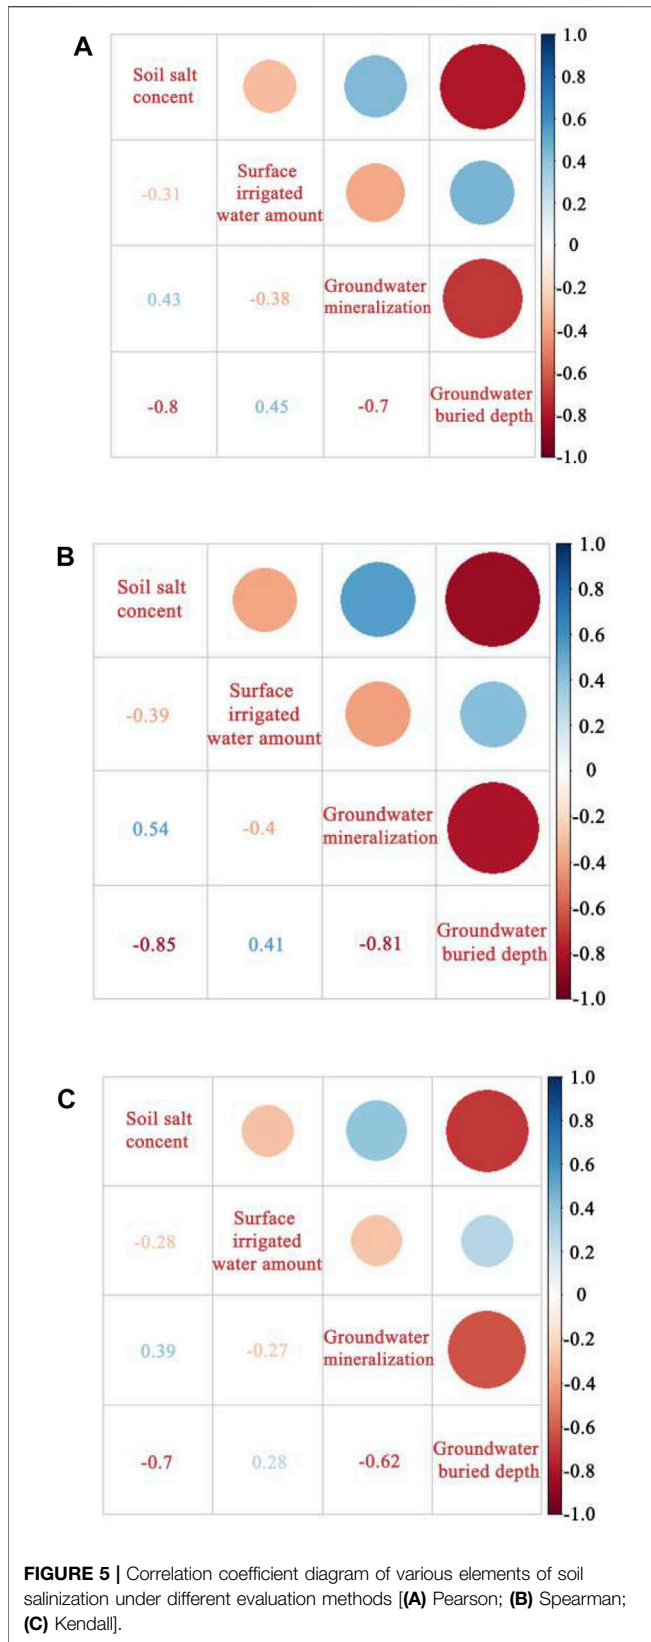 A
Soil salt
concent
Surface
irrigated
water amount
-0.31
Groundwater
mineralization
0.43
-0.38
Groundwater
buried depth
-0.8
0.45
-0.7
1.0
0.8
0.6
0.4
0.2
0
-0.2
-0.4
-0.6
-0.8
-1.0
B
Soil salt
concent
Surface
irrigated
water amount
-0.39
Groundwater
mineralization
0.54
-0.4
Groundwater
buried depth
-0.85
0.41
-0.81
1.0
0.8
0.6
0.4
0.2
0
-0.2
-0.4
-0.6
-0.8
-1.0
C
Soil salt
concent
Surface
irrigated
water amount
-0.28
Groundwater
mineralization
0.39
-0.27
Groundwater
buried depth
-0.7
0.28
-0.62
1.0
0.8
0.6
0.4
0.2
0
-0.2
-0.4
-0.6
-0.8
-1.0
FIGURE 5 | Correlation coefficient diagram of various elements of soil
salinization under different evaluation methods [(A) Pearson; (B) Spearman;
(C) Kendall].